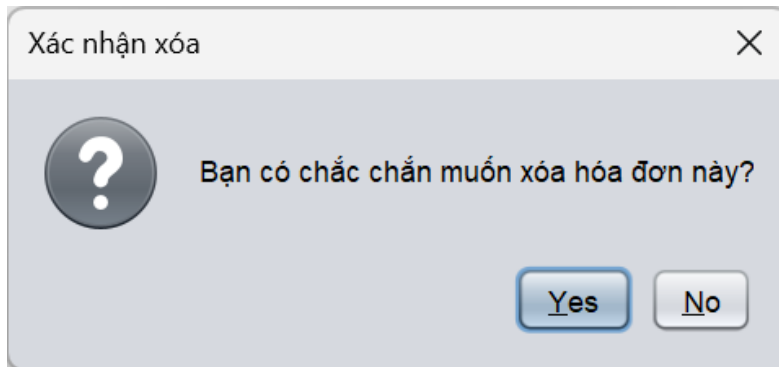 Xác nhận xóa
Bạn có chắc chắn muốn xóa hóa đơn này?
Yes No